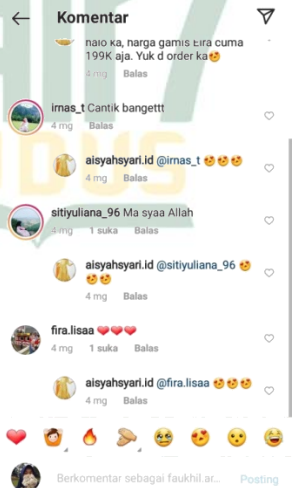 Komentar
halo ka, harga gamis Eira cuma
199K aja. Yuk d order ka😍
4 mg Balas
irnas_t Cantik bangettt
4 mg Balas
aisyahsyari.id @irnas_t 😍😍😍
4 mg Balas
sitiyuliana_96 Ma syaa Allah
4 mg 1 suka Balas
aisyahsyari.id @sitiyuliana_96 😍
😍😍
4 mg Balas
fira.lisaa ❤❤❤
4 mg 1 suka Balas
aisyahsyari.id @fira.lisaa 😍😍😍
4 mg Balas
Berkomentar sebagai faukhil.ar... Posting